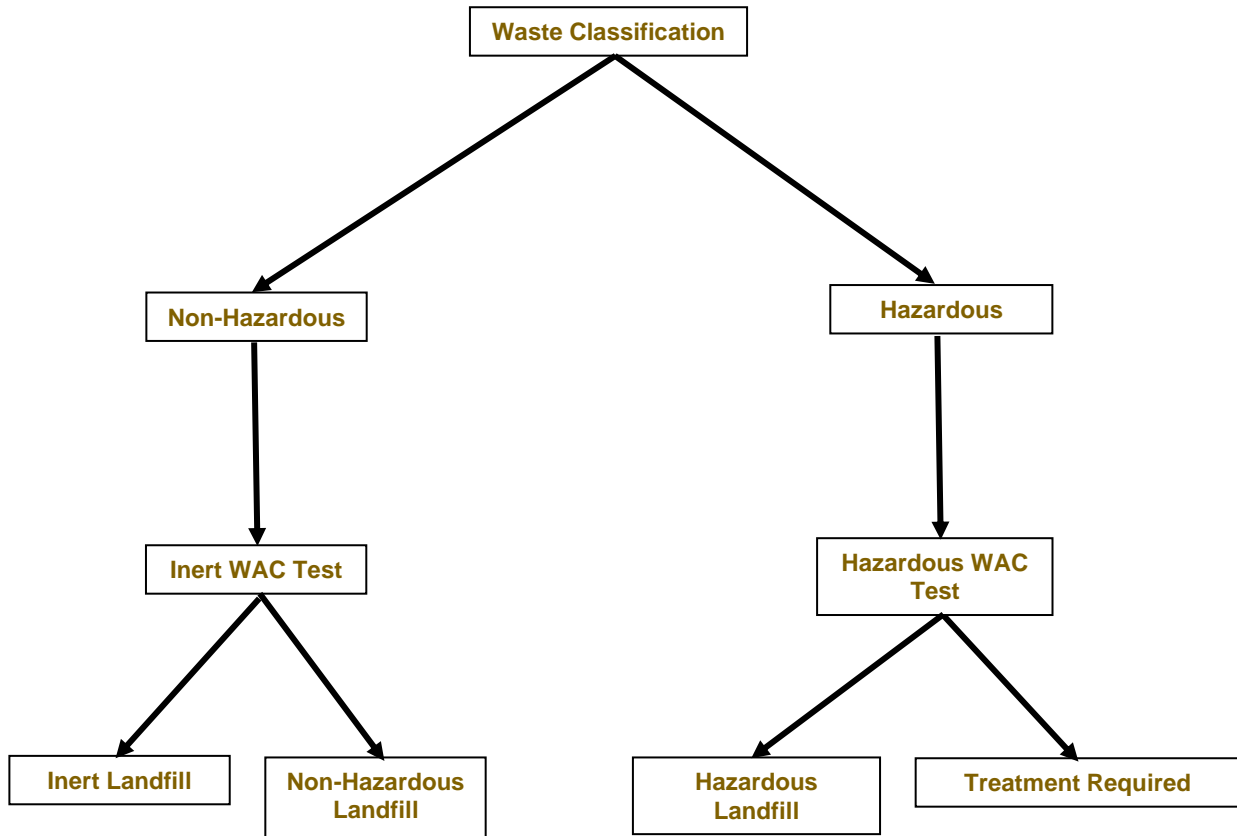 Waste Classification
Non-Hazardous
Hazardous
Inert WAC Test
Hazardous WAC
Test
Inert Landfill
Non-Hazardous
Landfill
Hazardous
Landfill
Treatment Required